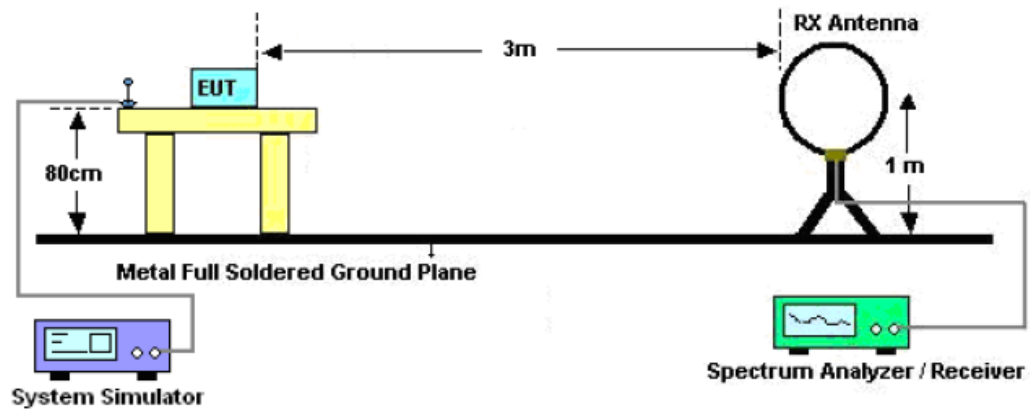 RX Antenna
3m
EUT
80cm
1 m
Metal Full Soldered Ground Plane
System Simulator
Spectrum Analyzer / Receiver